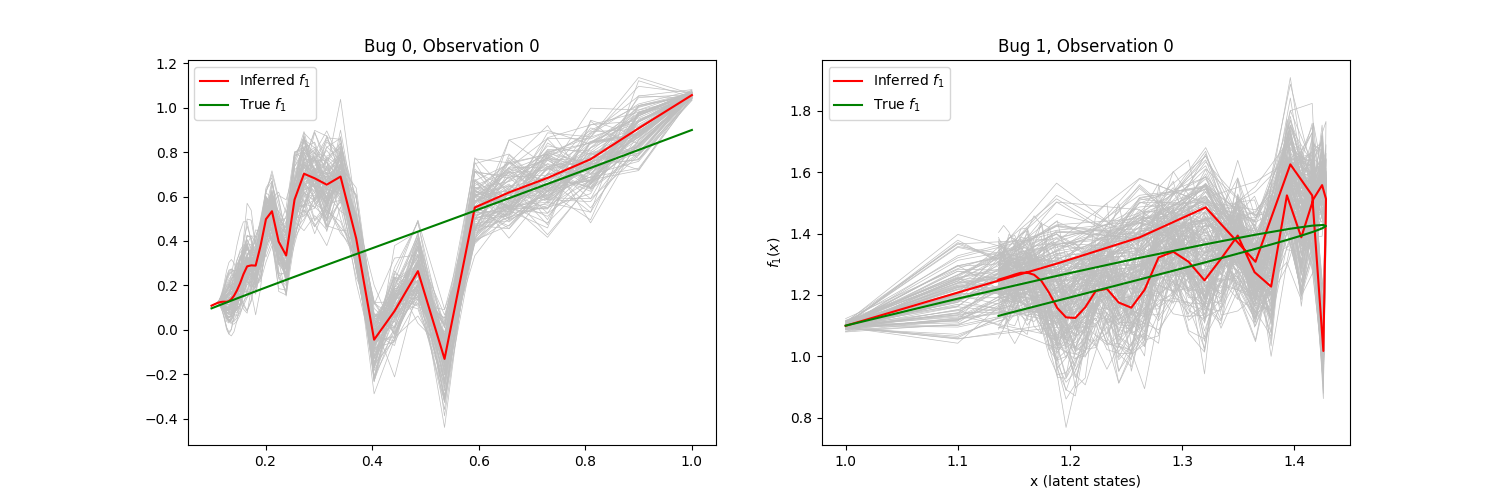 Bug 0, Observation 0
Inferred f₁
True f₁
1.2
1.0
0.8
0.6
0.4
0.2
0.0
−0.2
−0.4
0.2 0.4 0.6 0.8 1.0
Bug 1, Observation 0
Inferred f₁
True f₁
f₁(x)
1.8
1.6
1.4
1.2
1.0
0.8
1.0 1.1 1.2 1.3 1.4
x (latent states)